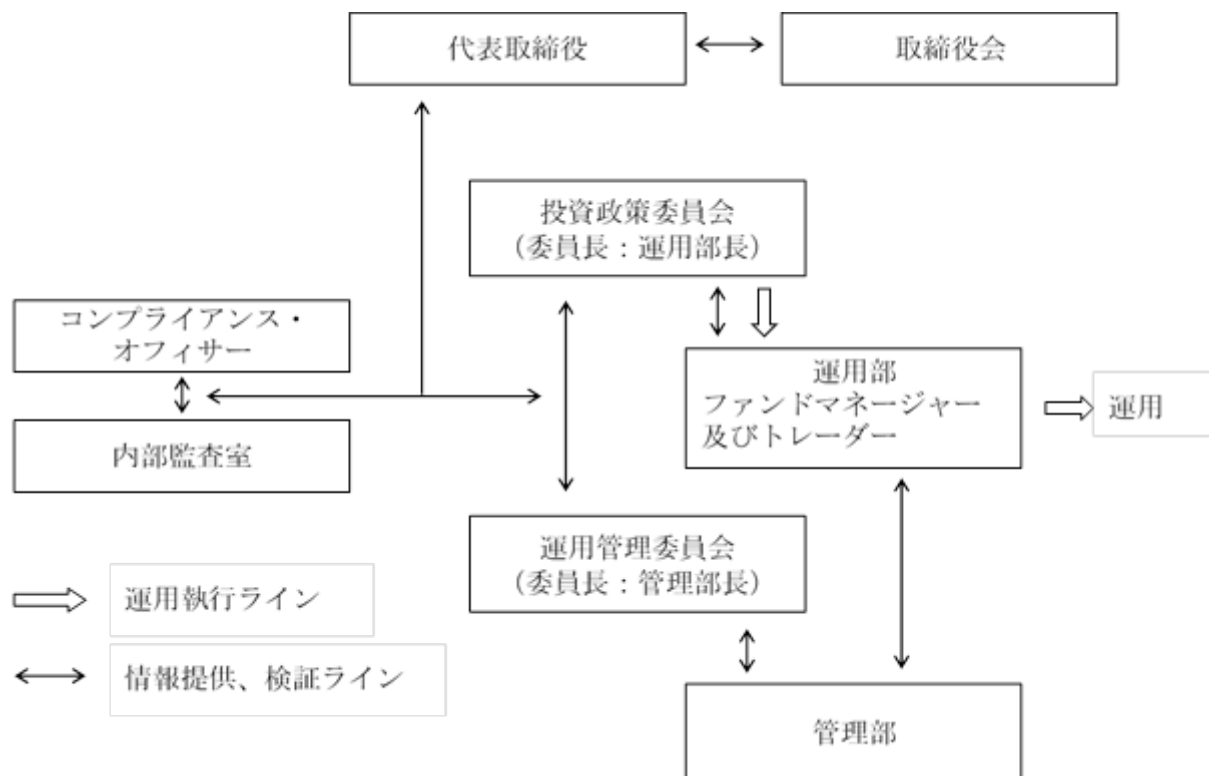 代表取締役
取締役会
投資政策委員会
（委員長：運用部長）
コンプライアンス・
オフィサー
内部監査室
運用部
ファンドマネージャー
及びトレーダー
運用
運用管理委員会
（委員長：管理部長）
運用執行ライン
情報提供、検証ライン
管理部